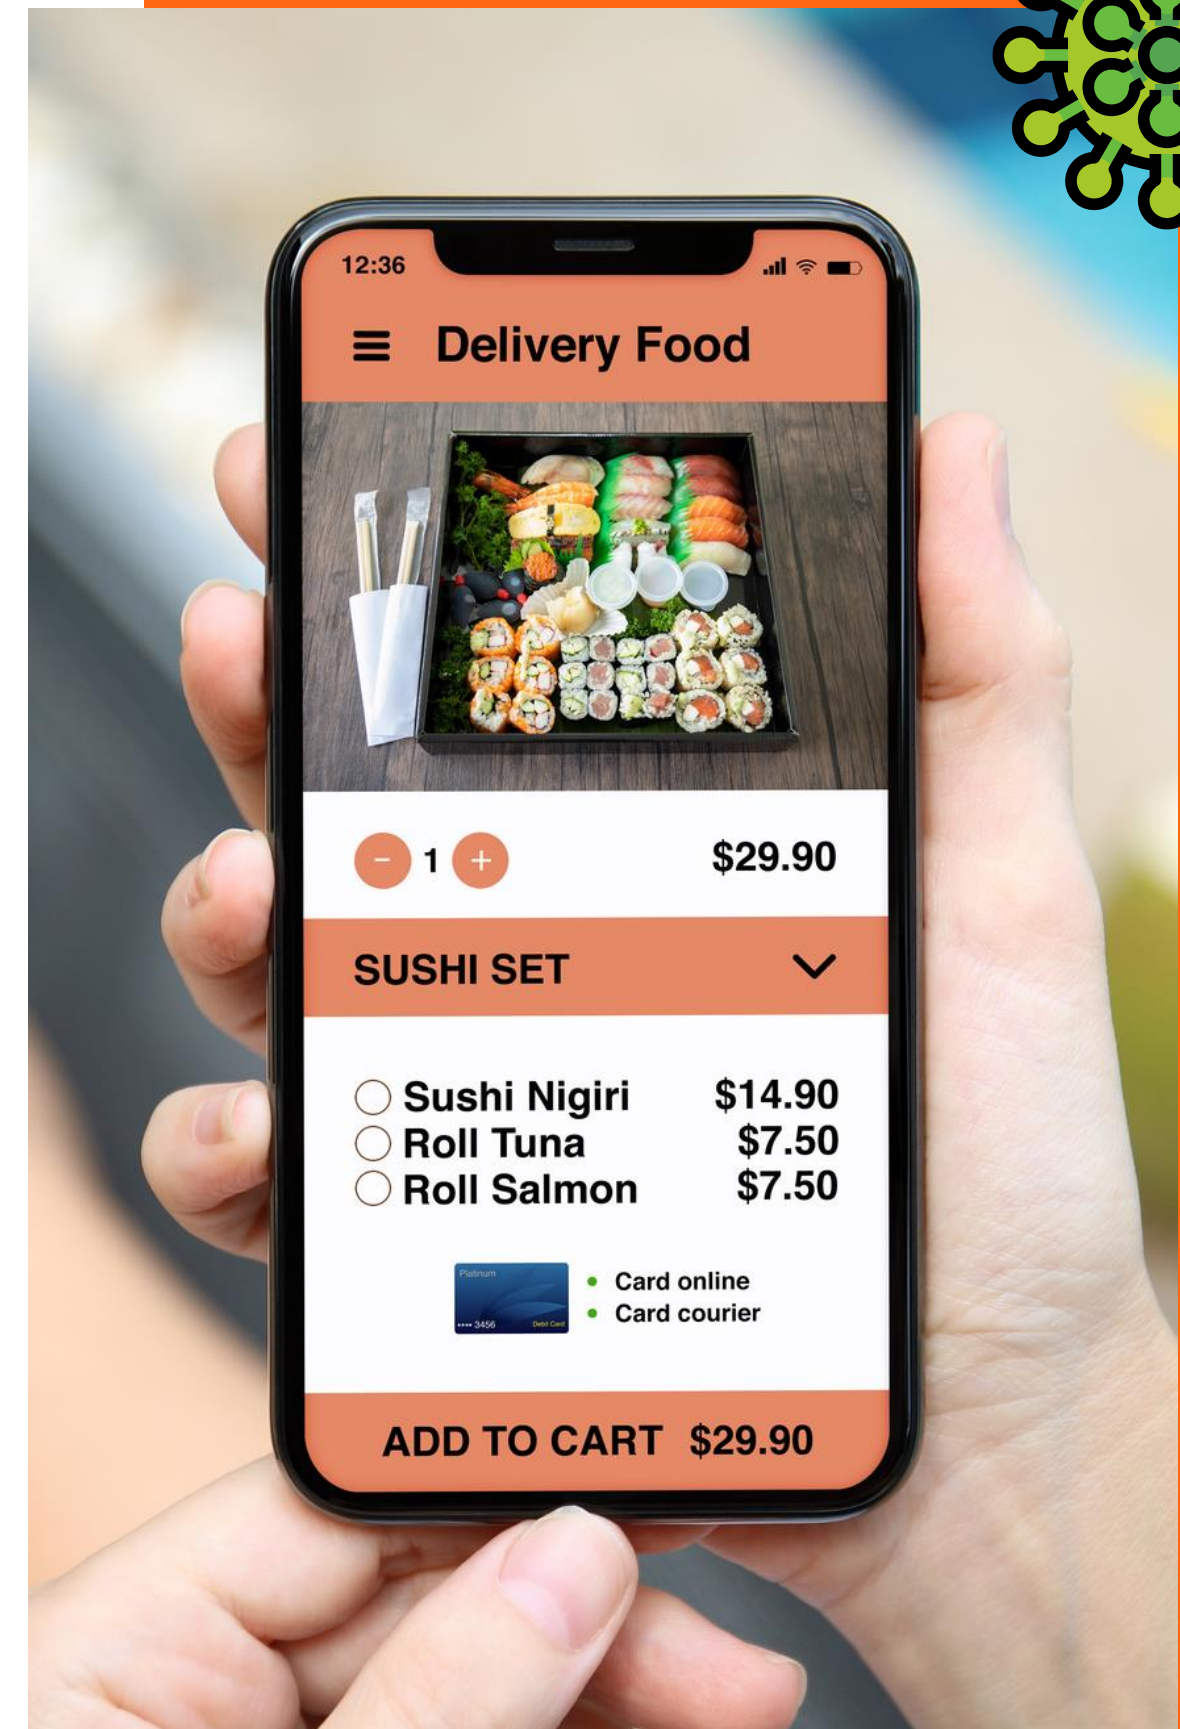 12:36
Delivery Food
1
$29.90
SUSHI SET
Sushi Nigiri $14.90
Roll Tuna $7.50
Roll Salmon $7.50
Platinum
•••• 3456 Debit Card
• Card online
• Card courier
ADD TO CART $29.90